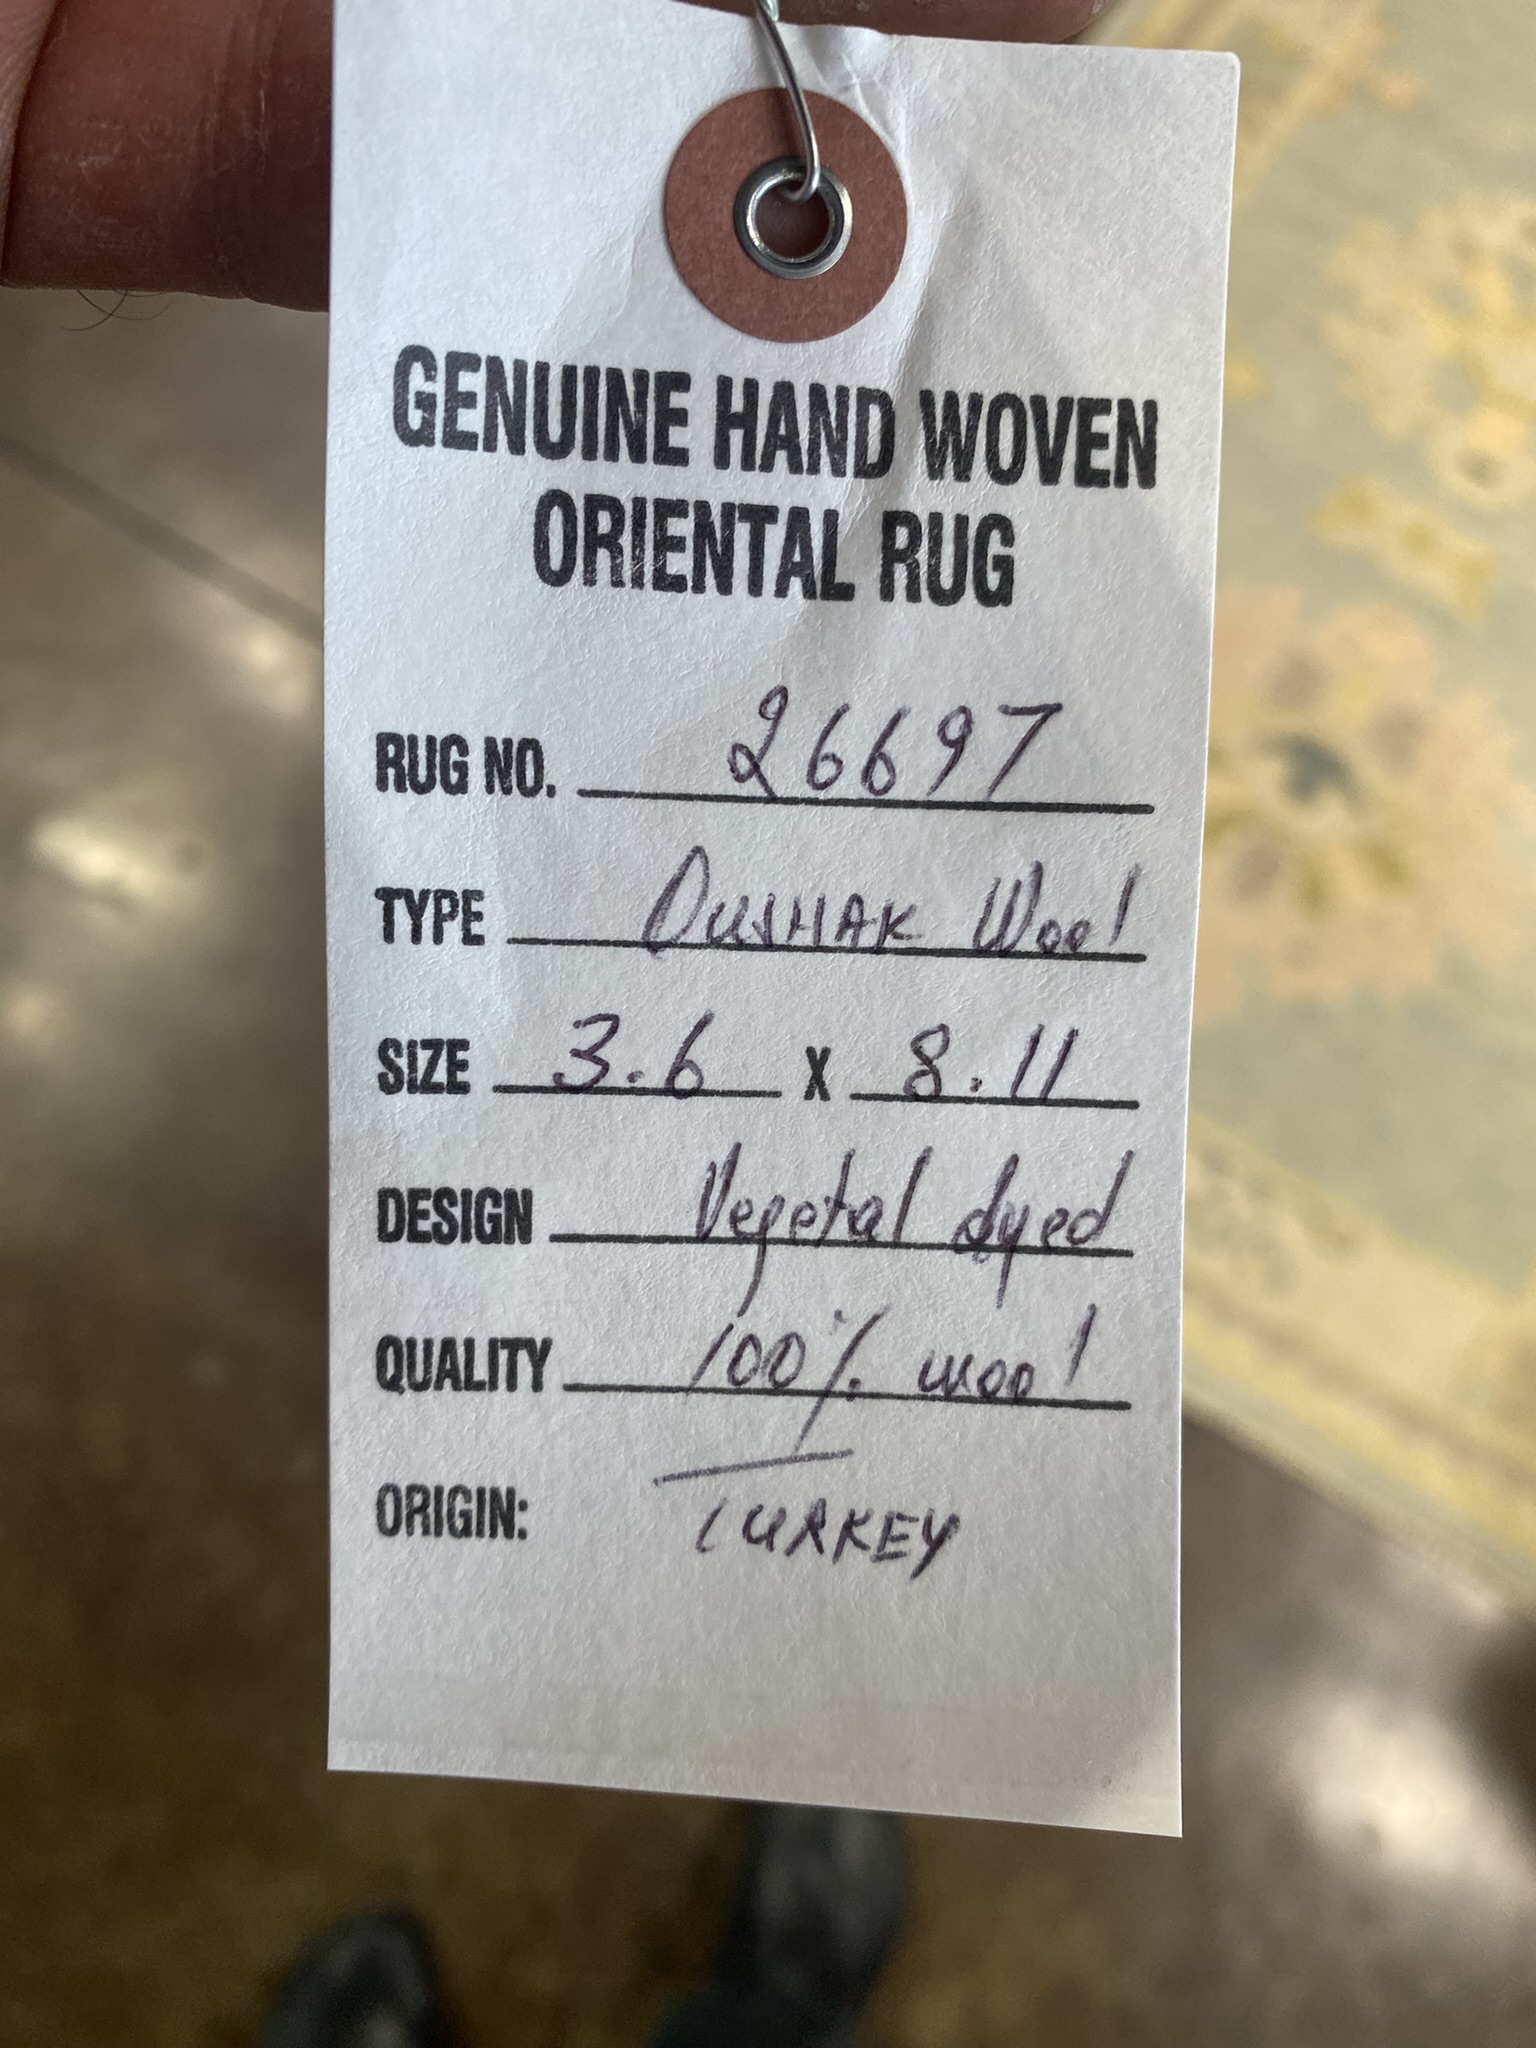 GENUINE HAND WOVEN
ORIENTAL RUG
RUG NO. 26697
TYPE OUSHAK Wool
SIZE 3.6 X 8.11
DESIGN Vegetal dyed
QUALITY 100% wool
ORIGIN: TURKEY